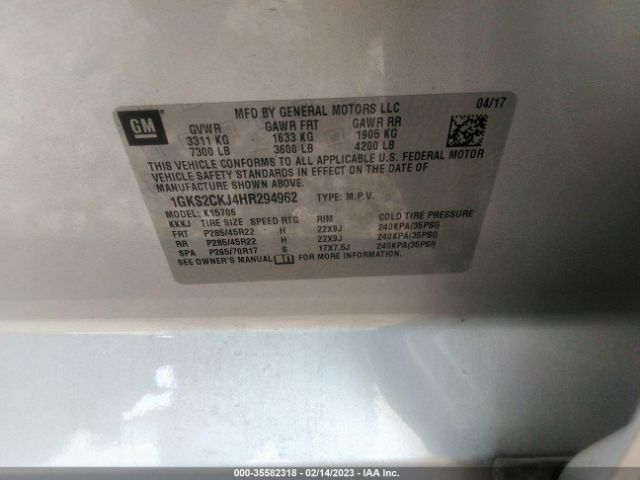 GM
MFD BY GENERAL MOTORS LLC
04/17
GVWR GAWR FRT GAWR RR
3311 KG 1633 KG 1905 KG
7300 LB 3600 LB 4200 LB
THIS VEHICLE CONFORMS TO ALL APPLICABLE U.S. FEDERAL MOTOR
VEHICLE SAFETY STANDARDS IN EFFECT ON THE DATE OF
MANUFACTURE SHOWN ABOVE.
1GKS2CKJ4HR294962 TYPE: M.P.V.
MODEL: K15706
KKKJ TIRE SIZE SPEED RTG RIM COLD TIRE PRESSURE
FRT P285/45R22 H 22X9J 240KPA(35PSI)
RR P285/45R22 H 22X9J 240KPA(35PSI)
SPA P265/70R17 S 17X7.5J 240KPA(35PSI)
SEE OWNER'S MANUAL FOR MORE INFORMATION.
000-35582318 - 02/14/2023 - IAA Inc.